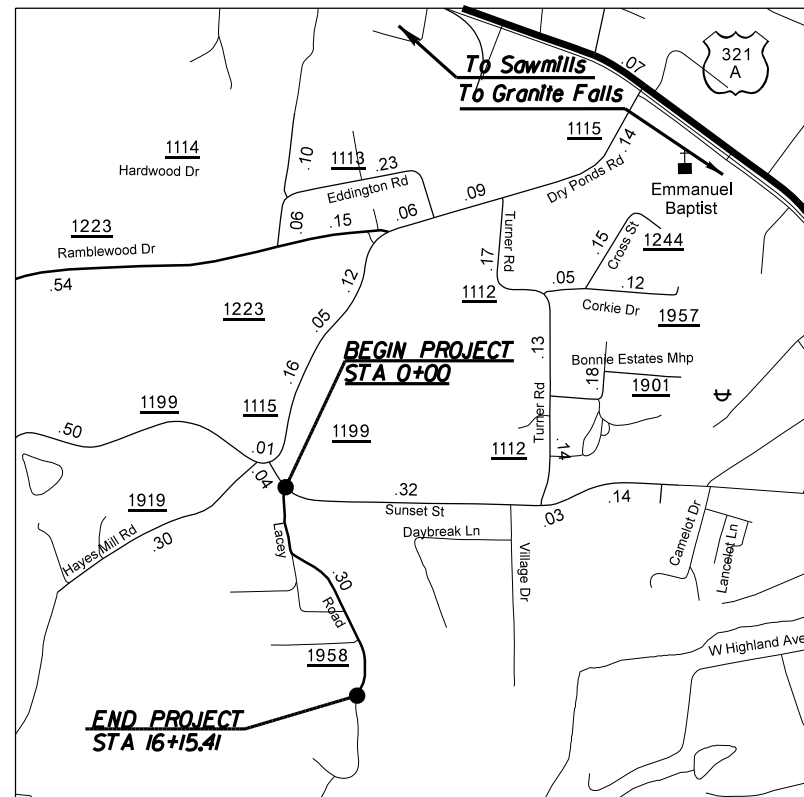 To Sawmills
To Granite Falls
.07
321
A
1115
.14
1114
Hardwood Dr
.10
1113
.23
Eddington Rd
.09
Dry Ponds Rd
Emmanuel
Baptist
1223
Ramblewood Dr
.06
.15
.06
.54
Turner Rd
.17
.15
Cross St
1244
.12
1112
.05
.12
Corkie Dr
1957
1223
.05
BEGIN PROJECT
STA 0+00
.16
.13
Bonnie Estates Mhp
.18
1901
1199
1115
1199
Turner Rd
1112
.14
.50
.01
.04
.32
Sunset St
.03
.14
1919
Hayes Mill Rd
.30
Lacey
Road
.30
Daybreak Ln
Village Dr
Camelot Dr
Lancelot Ln
1958
W Highland Ave
END PROJECT
STA 16+15.41